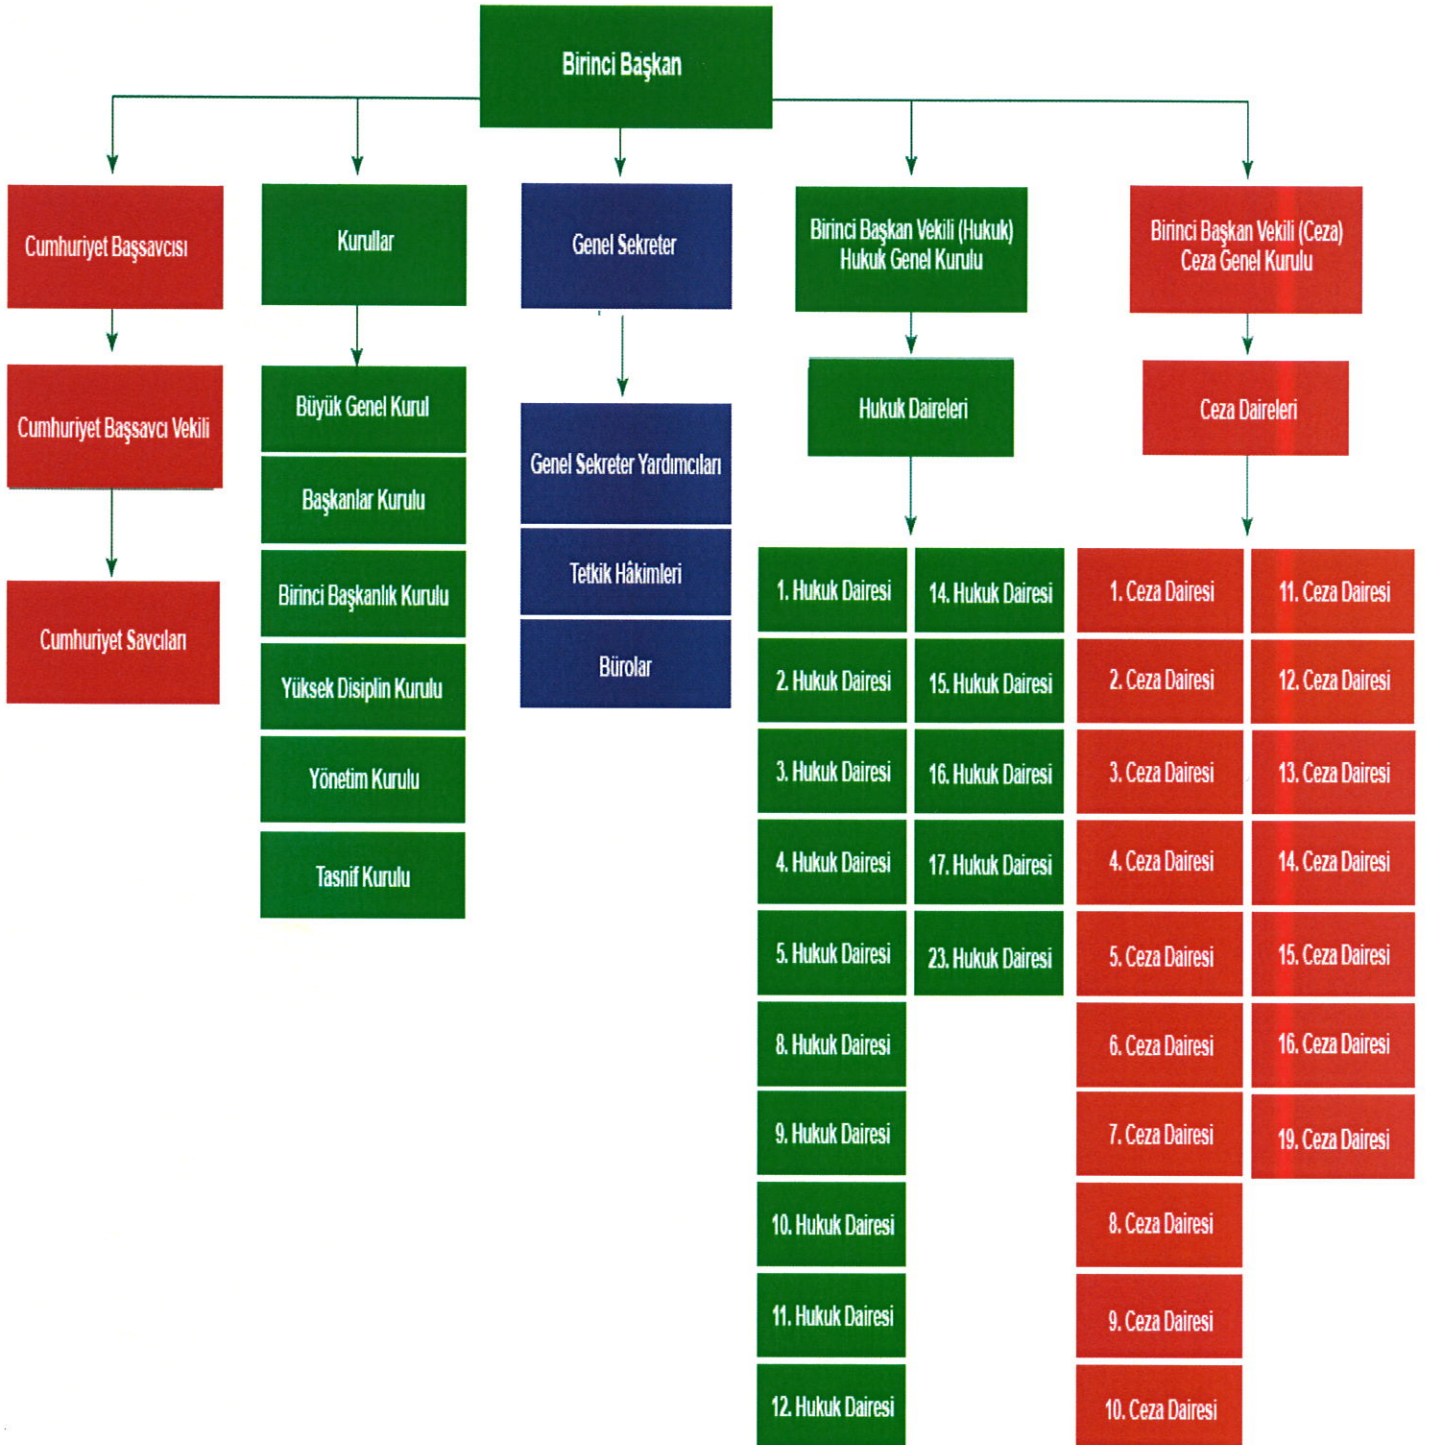 Birinci Başkan
Cumhuriyet Başsavcısı
Cumhuriyet Başsavcı Vekili
Cumhuriyet Savcıları
Kurullar
Büyük Genel Kurul
Başkanlar Kurulu
Birinci Başkanlık Kurulu
Yüksek Disiplin Kurulu
Yönetim Kurulu
Tasnif Kurulu
Genel Sekreter
Genel Sekreter Yardımcıları
Tetkik Hâkimleri
Bürolar
Birinci Başkan Vekili (Hukuk)
Hukuk Genel Kurulu
Hukuk Daireleri
1. Hukuk Dairesi
2. Hukuk Dairesi
3. Hukuk Dairesi
4. Hukuk Dairesi
5. Hukuk Dairesi
8. Hukuk Dairesi
9. Hukuk Dairesi
10. Hukuk Dairesi
11. Hukuk Dairesi
12. Hukuk Dairesi
14. Hukuk Dairesi
15. Hukuk Dairesi
16. Hukuk Dairesi
17. Hukuk Dairesi
23. Hukuk Dairesi
Birinci Başkan Vekili (Ceza)
Ceza Genel Kurulu
Ceza Daireleri
1. Ceza Dairesi
2. Ceza Dairesi
3. Ceza Dairesi
4. Ceza Dairesi
5. Ceza Dairesi
6. Ceza Dairesi
7. Ceza Dairesi
8. Ceza Dairesi
9. Ceza Dairesi
10. Ceza Dairesi
11. Ceza Dairesi
12. Ceza Dairesi
13. Ceza Dairesi
14. Ceza Dairesi
15. Ceza Dairesi
16. Ceza Dairesi
19. Ceza Dairesi